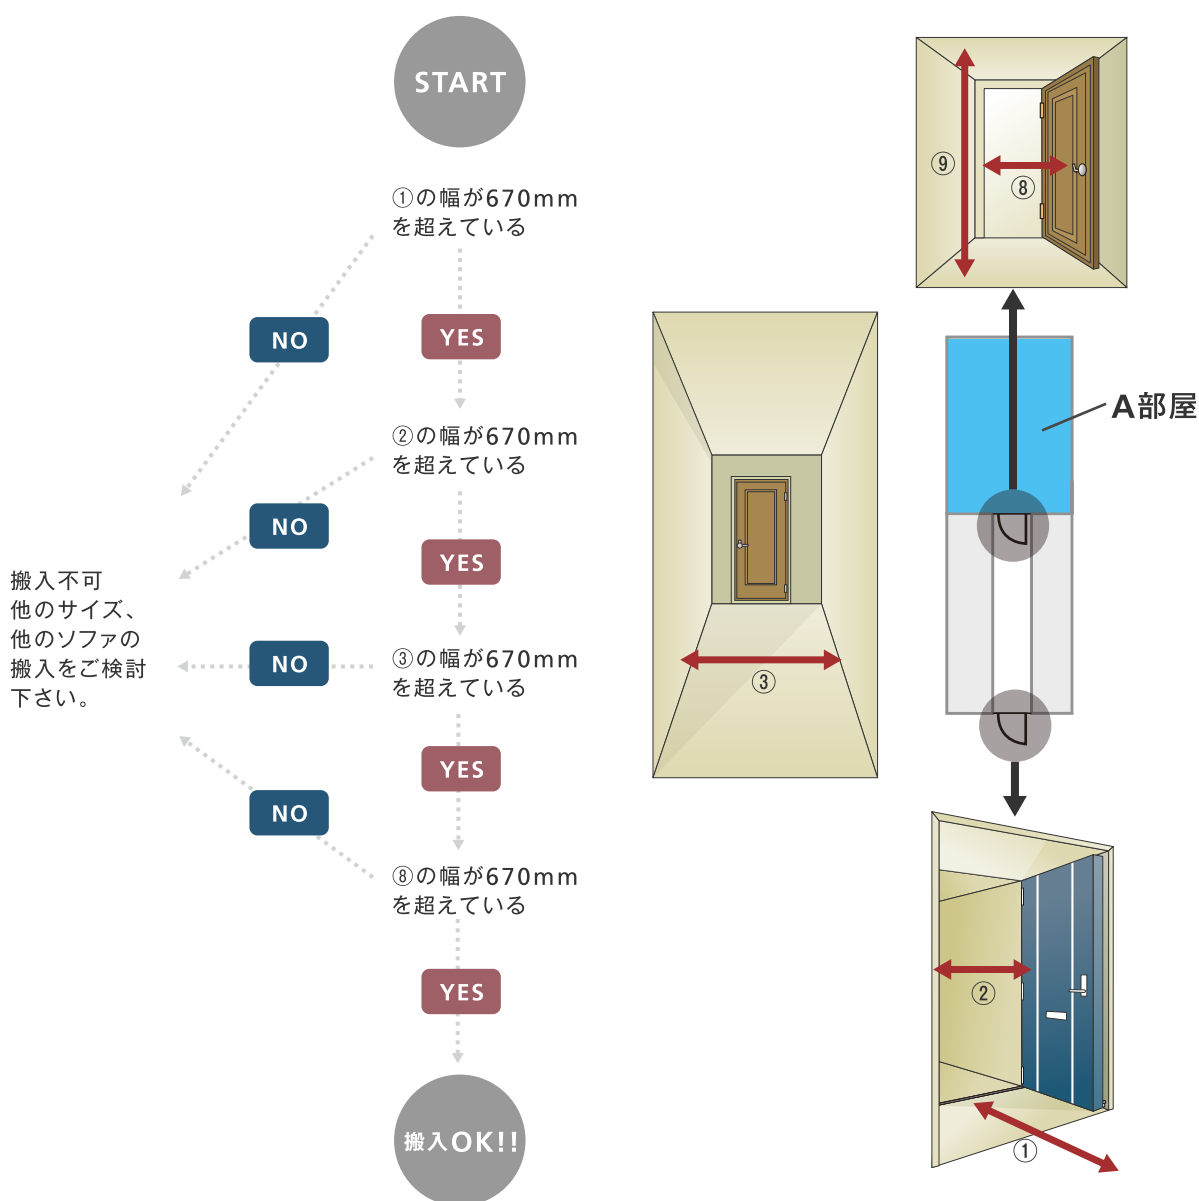 START
①の幅が670mm
を超えている
NO
YES
②の幅が670mm
を超えている
NO
YES
搬入不可
他のサイズ、
他のソファの
搬入をご検討
下さい。
③の幅が670mm
を超えている
NO
YES
⑧の幅が670mm
を超えている
NO
YES
搬入OK!!
⑨
⑧
A部屋
③
②
①